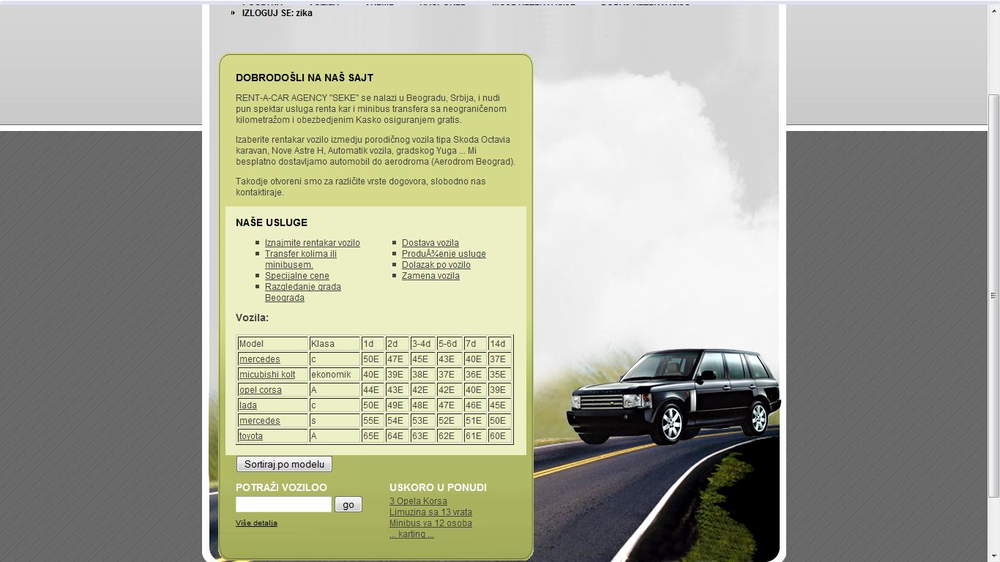 IZLOGUJ SE: zika
DOBRODOŠLI NA NAŠ SAJT
RENT-A-CAR AGENCY "SEKE" se nalazi u Beogradu, Srbija, i nudi
pun spektar usluga renta kar i minibus transfera sa neograničenom
kilometražom i obezbedjenim Kasko osiguranjem gratis.
Izaberite rentakar vozilo izmedju porodičnog vozila tipa Skoda Octavia
karavan, Nove Astre H, Automatik vozila, gradskog Yuga ... Mi
besplatno dostavljamo automobil do aerodroma (Aerodrom Beograd).
Takodje otvoreni smo za različite vrste dogovora, slobodno nas
kontaktiraje.
NAŠE USLUGE
Iznajmite rentakar vozilo
Transfer kolima ili
minibusem.
Specijalne cene
Razgledanje grada
Beograda
Dostava vozila
ProduÅ¾enje usluge
Dolazak po vozilo
Zamena vozila
Vozila:
Model Klasa 1d 2d 3-4d 5-6d 7d 14d
mercedes c 50E 47E 45E 43E 40E 37E
micubishi kolt ekonomik 40E 39E 38E 37E 36E 35E
opel corsa A 44E 43E 42E 42E 40E 39E
lada c 50E 49E 48E 47E 46E 45E
mercedes s 55E 54E 53E 52E 51E 50E
toyota A 65E 64E 63E 62E 61E 60E
Sortiraj po modelu
POTRAŽI VOZILOO
go
Više detalja
USKORO U PONUDI
3 Opela Korsa
Limuzina sa 13 vrata
Minibus ya 12 osoba
... karting ...